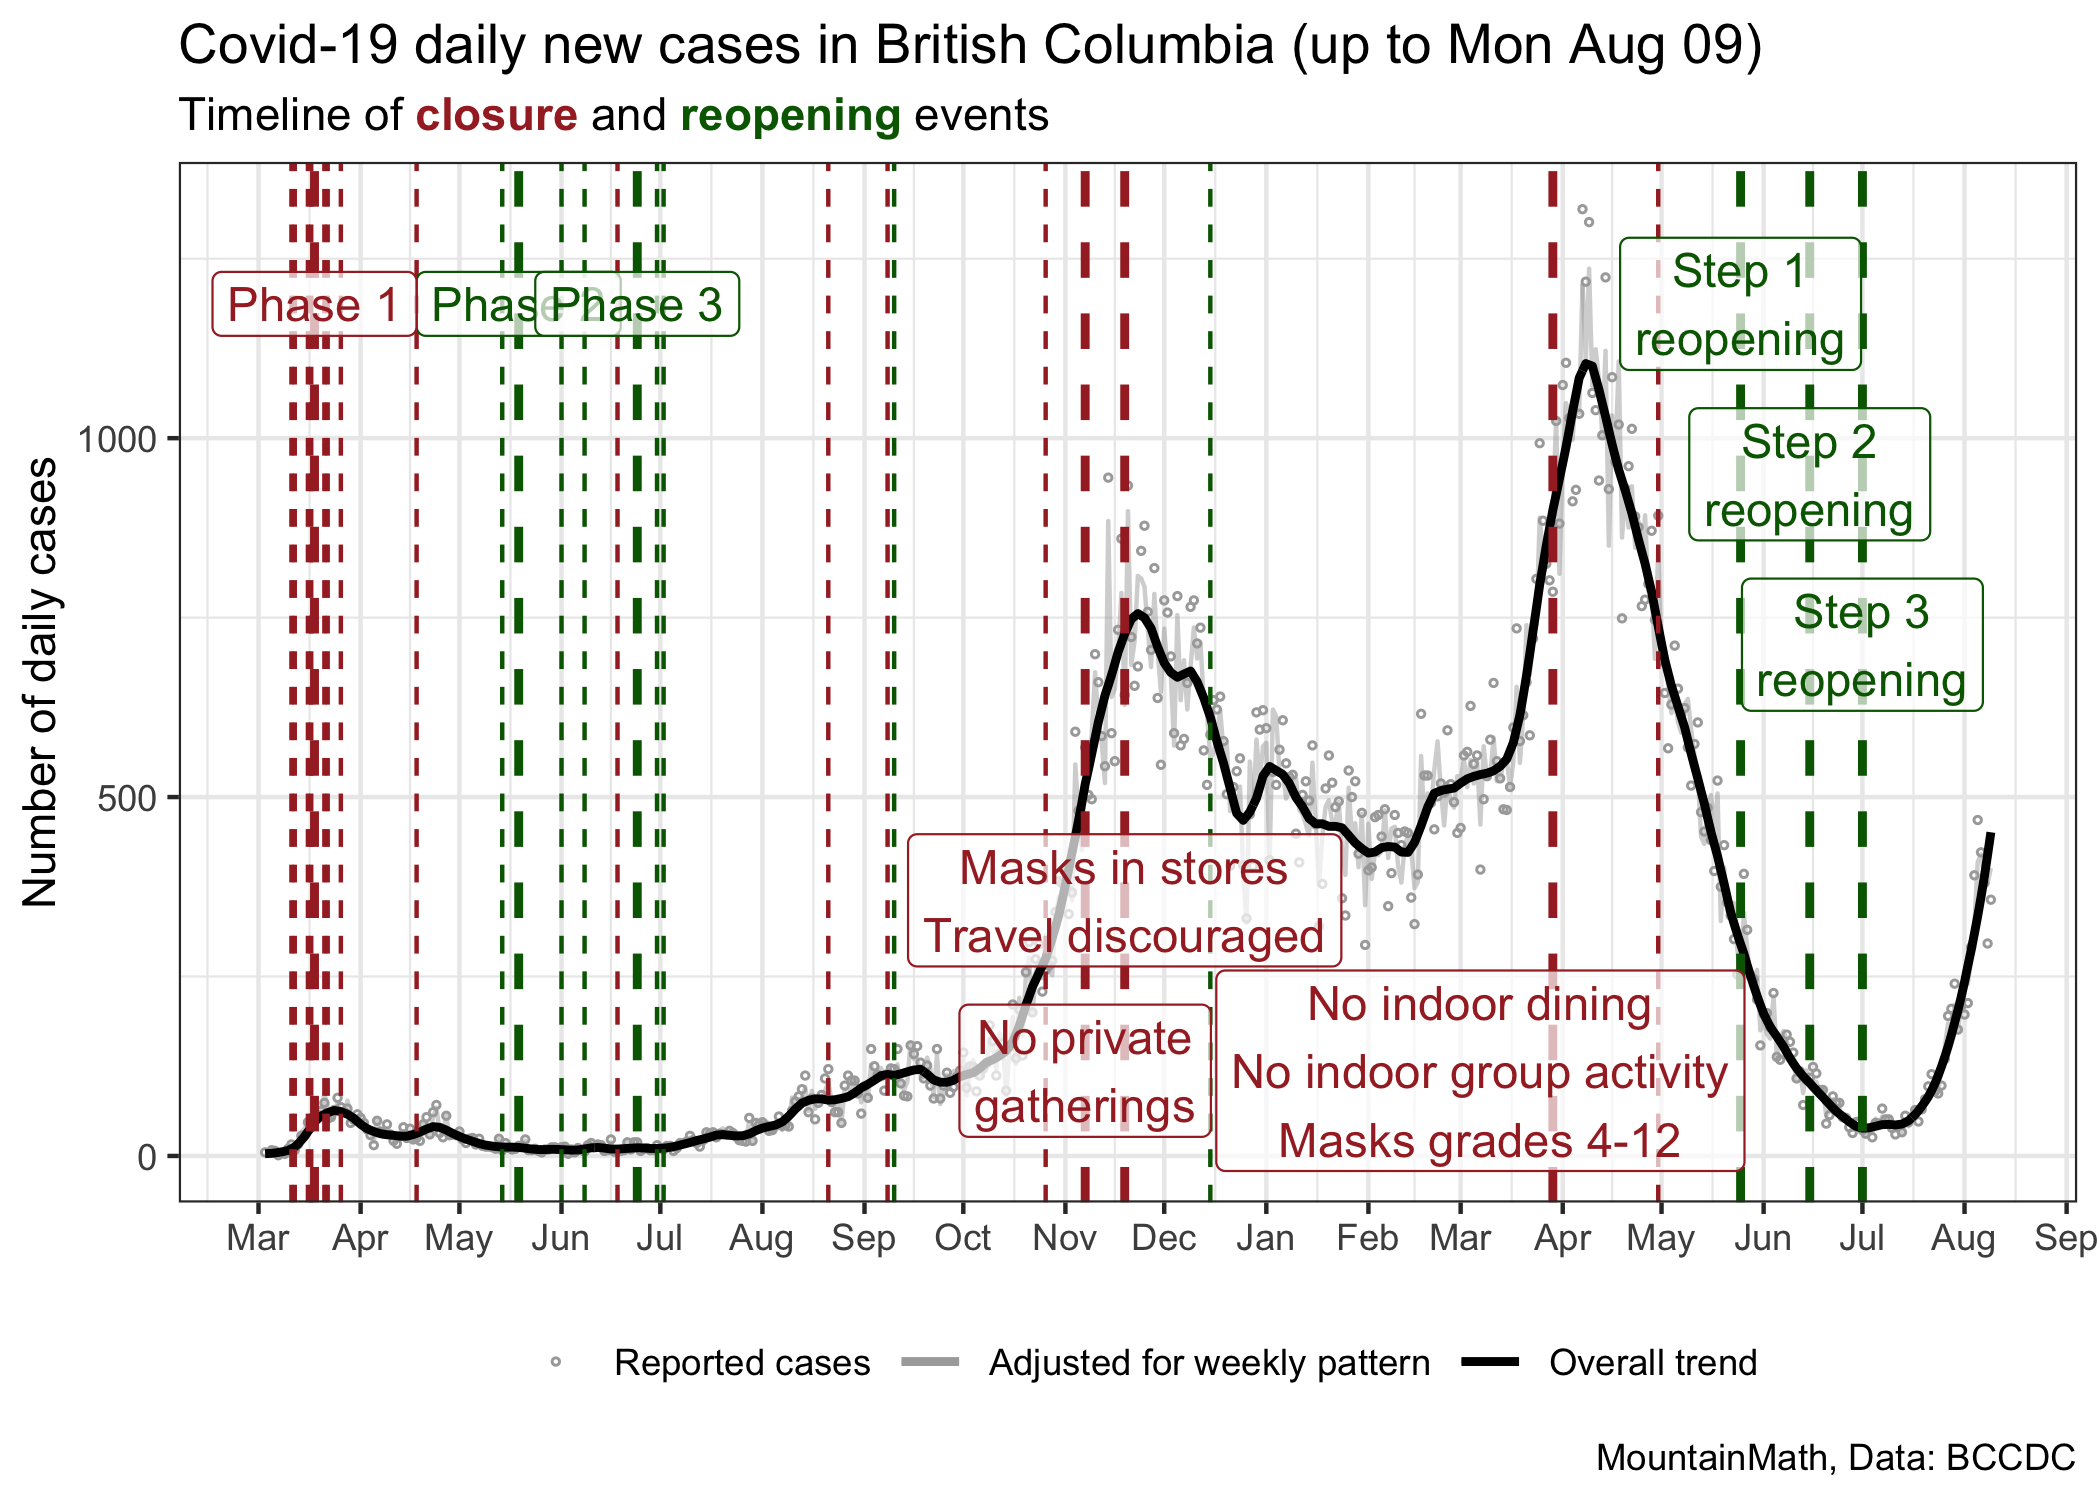 Covid-19 daily new cases in British Columbia (up to Mon Aug 09)
Timeline of closure and reopening events
Number of daily cases
1000
500
0
Phase 1
Phase 2
Phase 3
Step 1
reopening
Step 2
reopening
Step 3
reopening
Masks in stores
Travel discouraged
No private
gatherings
No indoor dining
No indoor group activity
Masks grades 4-12
Mar Apr May Jun Jul Aug Sep Oct Nov Dec Jan Feb Mar Apr May Jun Jul Aug Sep
Reported cases Adjusted for weekly pattern Overall trend
MountainMath, Data: BCCDC